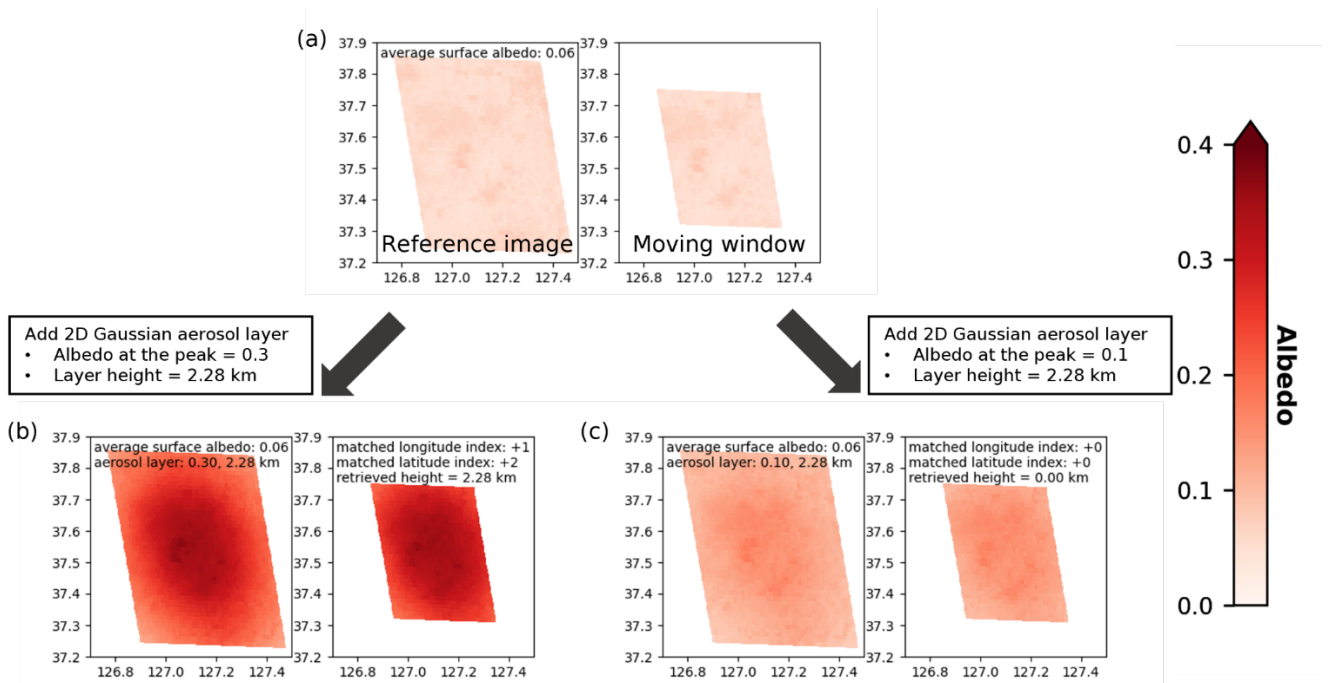 (a)
37.9
37.8
37.7
37.6
37.5
37.4
37.3
37.2
average surface albedo: 0.06
Reference image
126.8 127.0 127.2 127.4
37.9
37.8
37.7
37.6
37.5
37.4
37.3
37.2
Moving window
126.8 127.0 127.2 127.4
Add 2D Gaussian aerosol layer
• Albedo at the peak = 0.3
• Layer height = 2.28 km
Add 2D Gaussian aerosol layer
• Albedo at the peak = 0.1
• Layer height = 2.28 km
0.4
0.3
0.2
0.1
0.0
Albedo
(b)
37.9
37.8
37.7
37.6
37.5
37.4
37.3
37.2
average surface albedo: 0.06
aerosol layer: 0.30, 2.28 km
126.8 127.0 127.2 127.4
37.9
37.8
37.7
37.6
37.5
37.4
37.3
37.2
matched longitude index: +1
matched latitude index: +2
retrieved height = 2.28 km
126.8 127.0 127.2 127.4
(c)
37.9
37.8
37.7
37.6
37.5
37.4
37.3
37.2
average surface albedo: 0.06
aerosol layer: 0.10, 2.28 km
126.8 127.0 127.2 127.4
37.9
37.8
37.7
37.6
37.5
37.4
37.3
37.2
matched longitude index: +0
matched latitude index: +0
retrieved height = 0.00 km
126.8 127.0 127.2 127.4